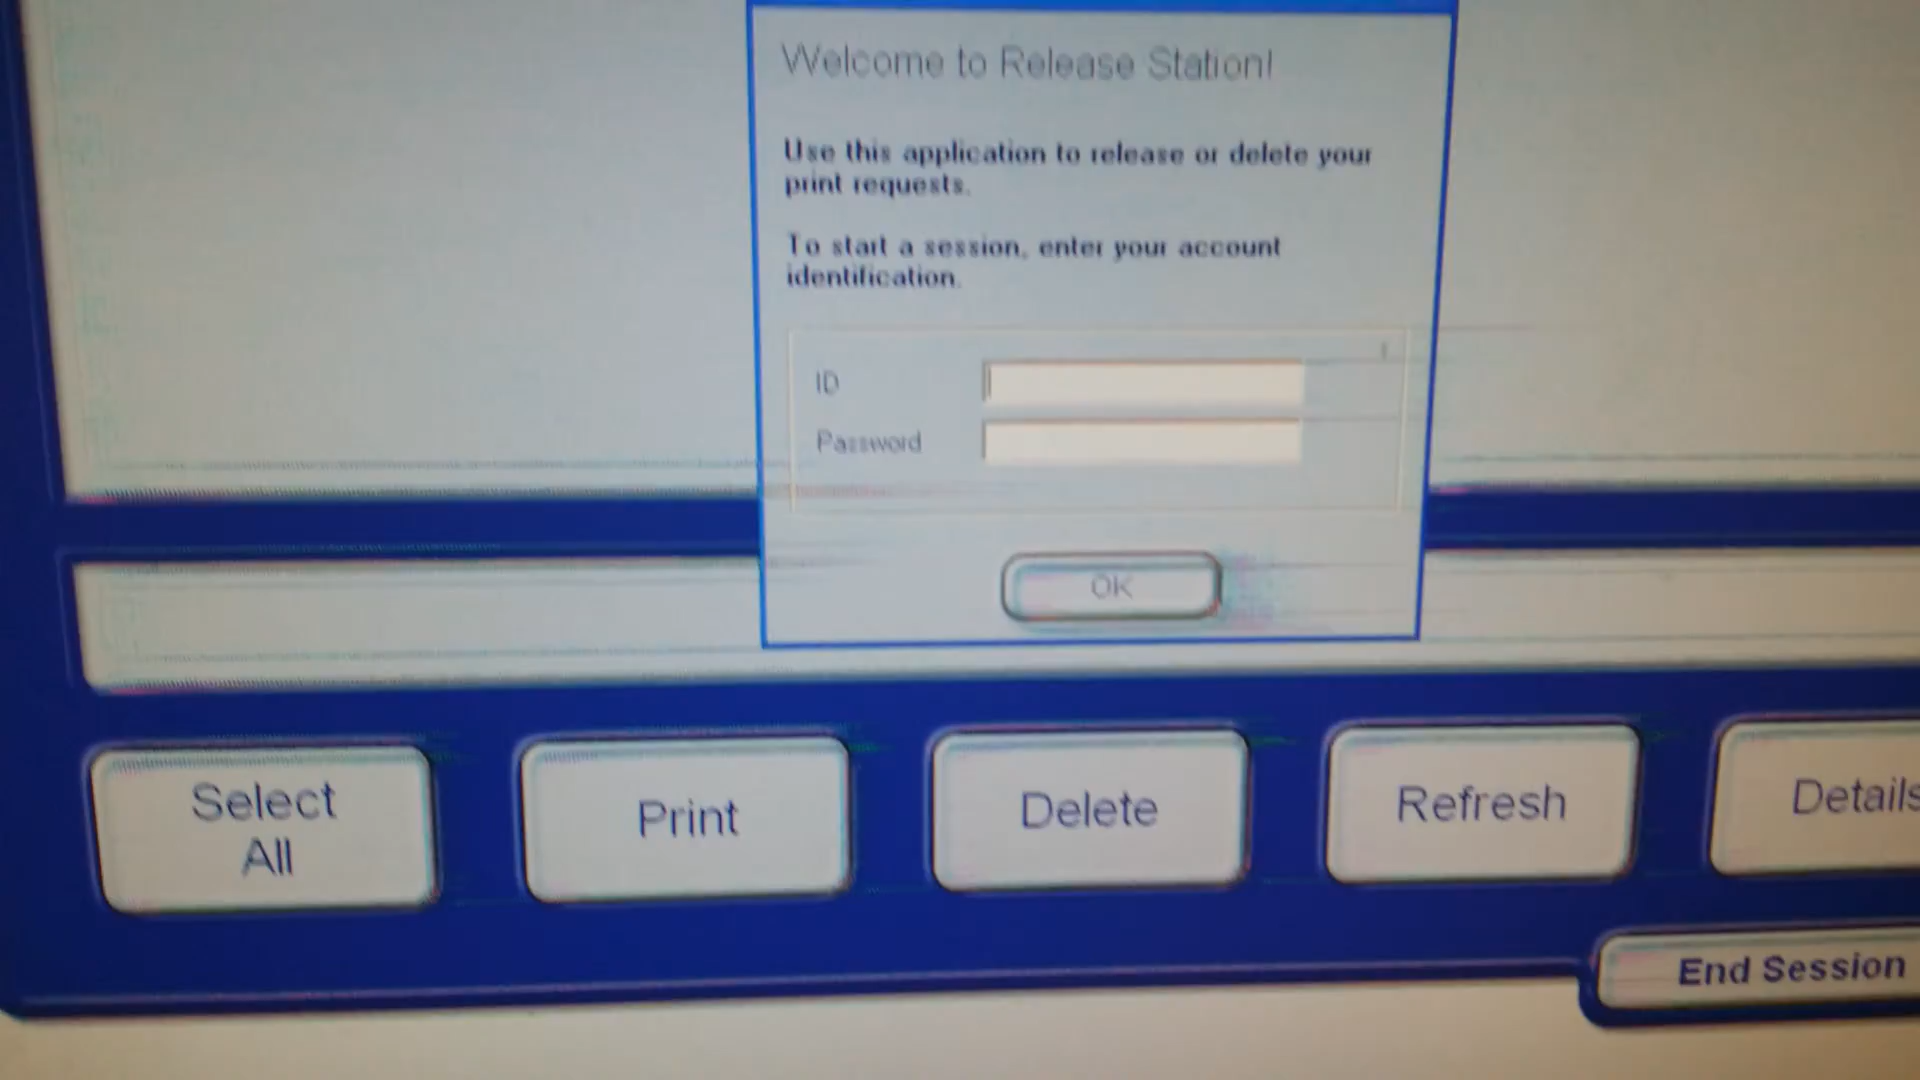 Welcome to Release Station!
Use this application to release or delete your
print requests.
To start a session, enter your account
identification.
ID
Password
OK
Select
All
Print
Delete
Refresh
Details
End Session